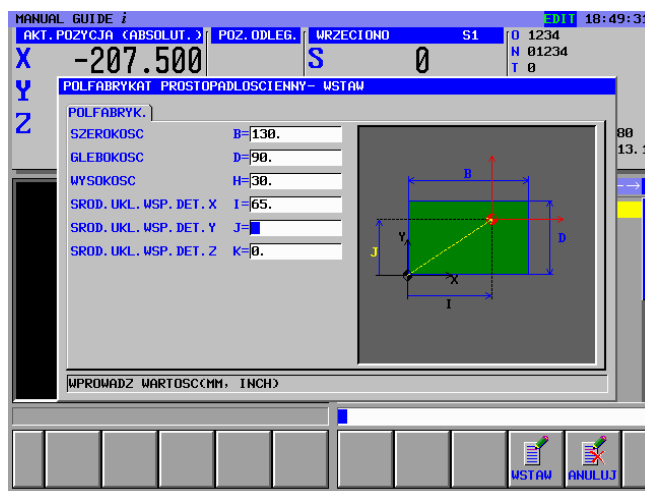 MANUAL GUIDE i EDIT 18:49:31
AKT.POZYCJA (ABSOLUT.) POZ.ODLEG. WRZECIONO S1 O 1234
X -207.500 S 0 N 01234
T 0
Y POLFABRYKAT PROSTOPADLOSCIENNY- WSTAW
Z POLFABRYK.
SZEROKOSC B=130.
GLEBOKOSC D=90.
WYSOKOSC H=30.
SROD.UKL.WSP.DET.X I=65.
SROD.UKL.WSP.DET.Y J=
SROD.UKL.WSP.DET.Z K=0.
B
D
J
Y
X
I
80
13.
WPROWADZ WARTOSC(MM, INCH)
WSTAW ANULUJ